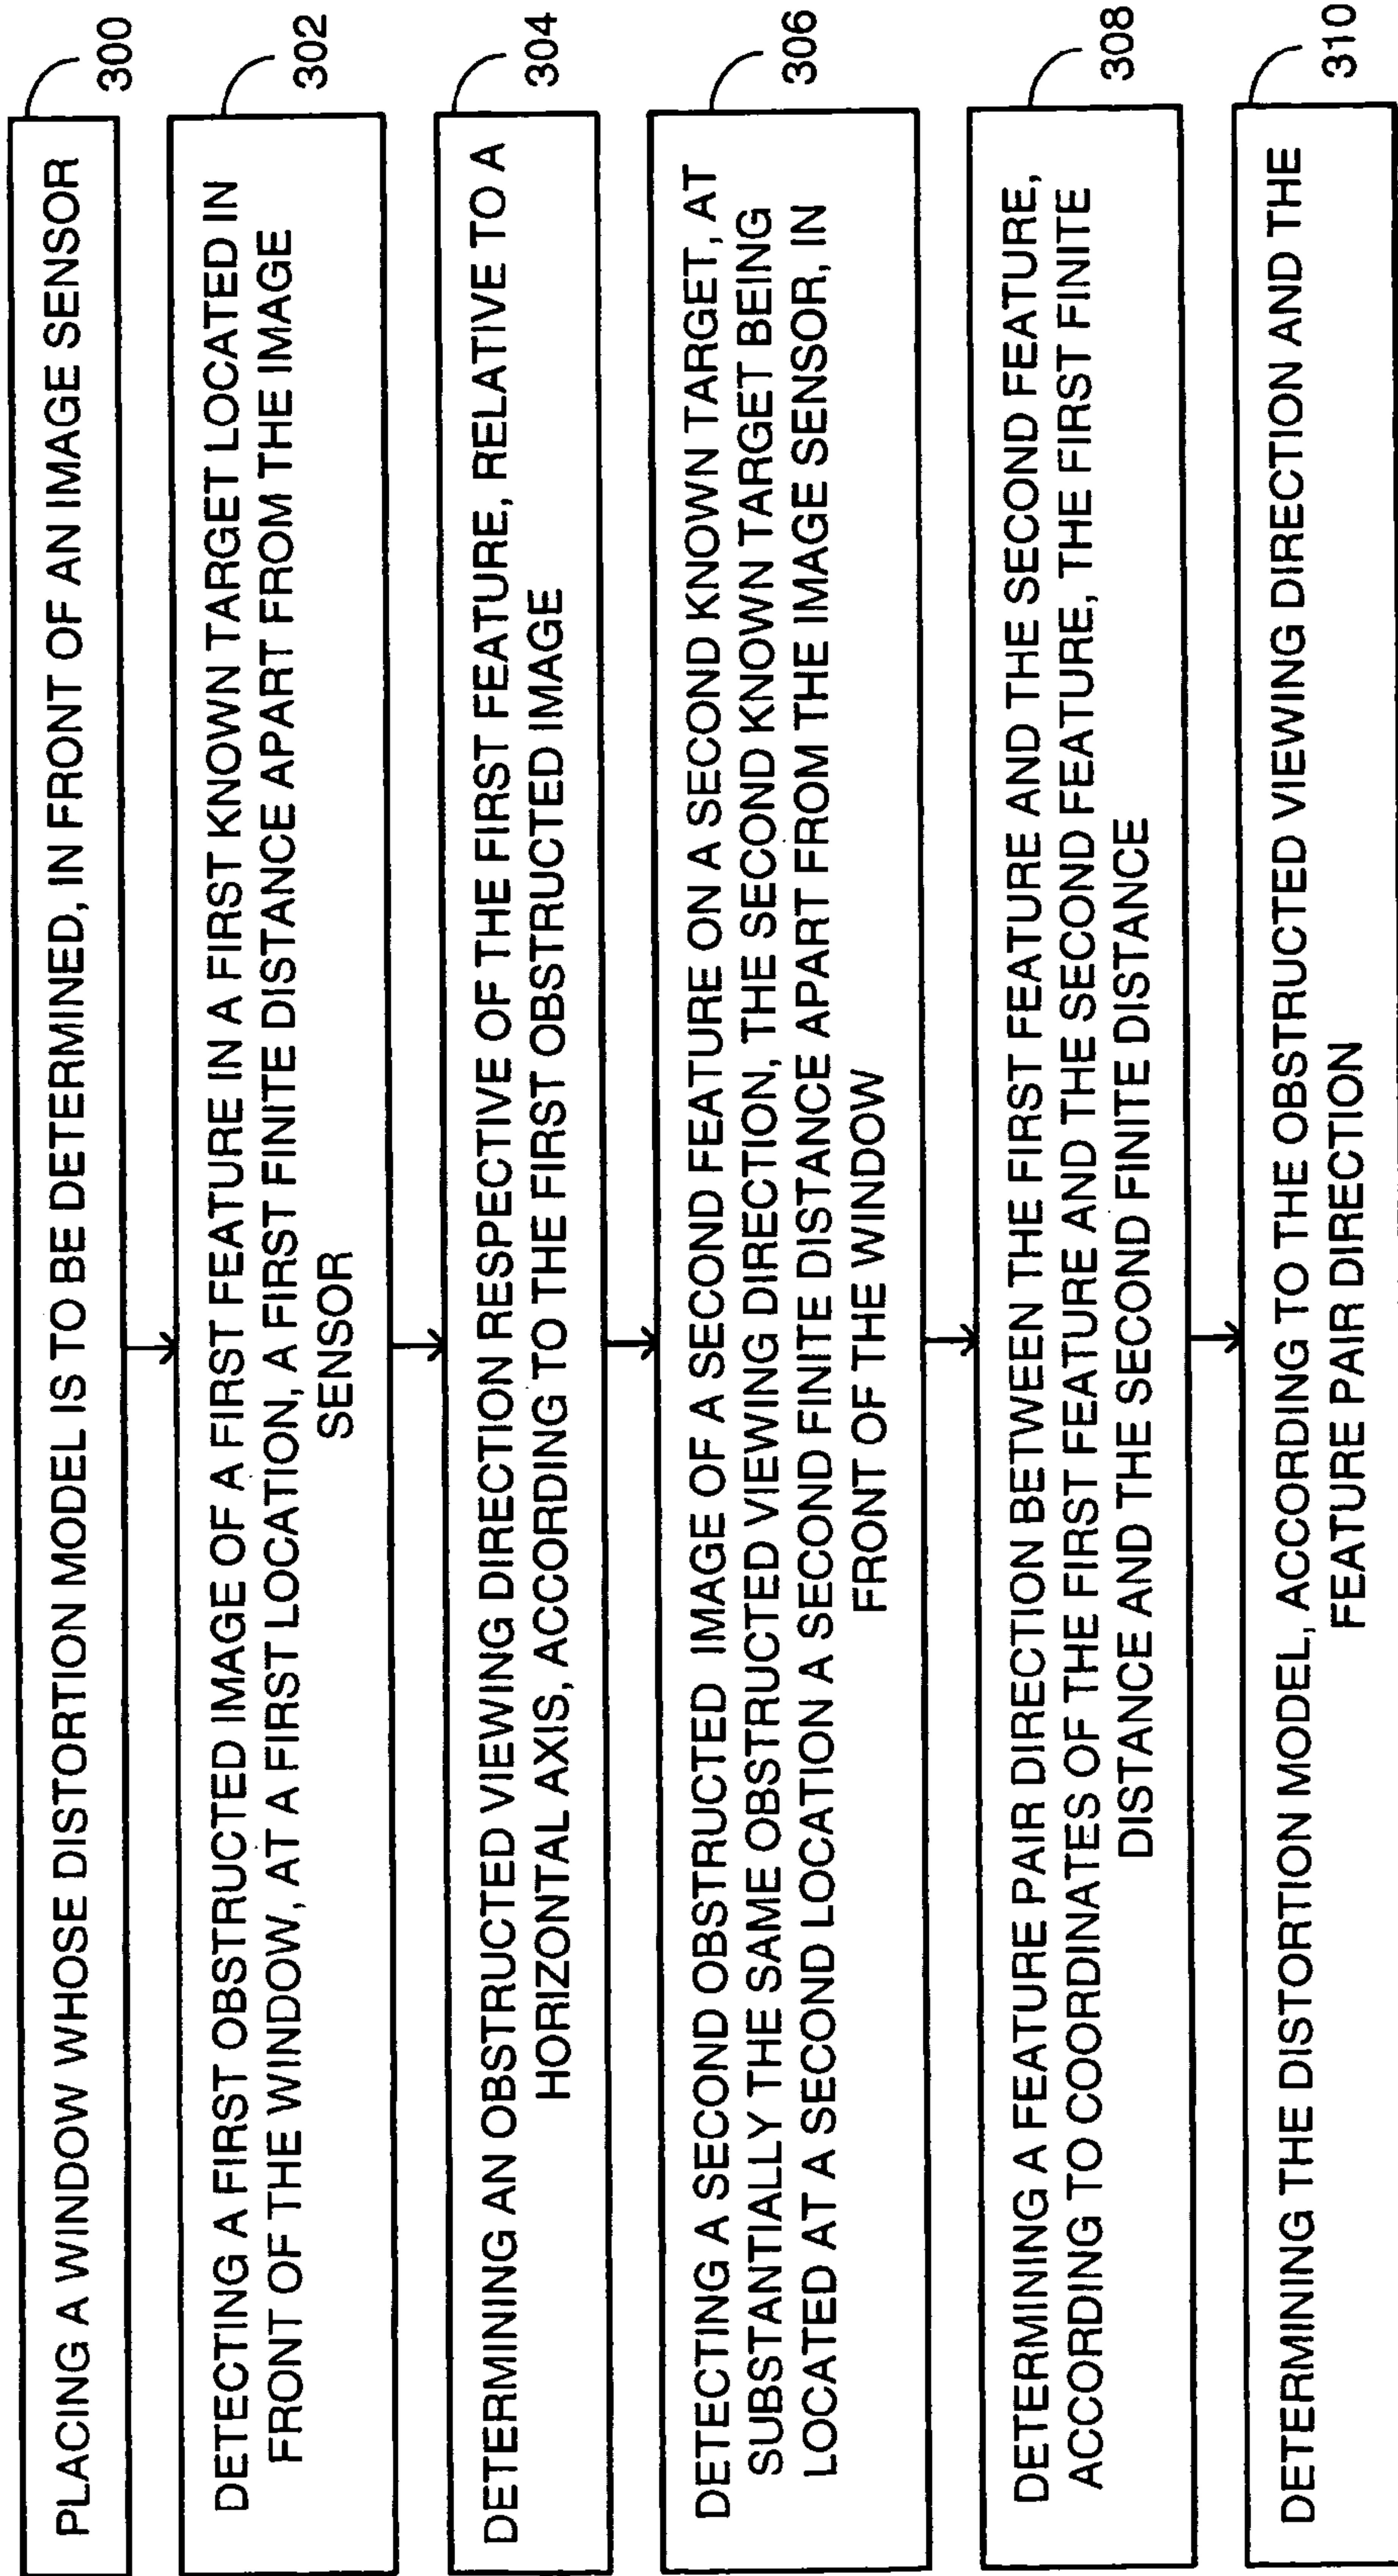 PLACING A WINDOW WHOSE DISTORTION MODEL IS TO BE DETERMINED, IN FRONT OF AN IMAGE SENSOR
300
DETECTING A FIRST OBSTRUCTED IMAGE OF A FIRST FEATURE IN A FIRST KNOWN TARGET LOCATED IN
FRONT OF THE WINDOW, AT A FIRST LOCATION, A FIRST FINITE DISTANCE APART FROM THE IMAGE
SENSOR
302
DETERMINING AN OBSTRUCTED VIEWING DIRECTION RESPECTIVE OF THE FIRST FEATURE, RELATIVE TO A
HORIZONTAL AXIS, ACCORDING TO THE FIRST OBSTRUCTED IMAGE
304
DETECTING A SECOND OBSTRUCTED IMAGE OF A SECOND FEATURE ON A SECOND KNOWN TARGET, AT
SUBSTANTIALLY THE SAME OBSTRUCTED VIEWING DIRECTION, THE SECOND KNOWN TARGET BEING
LOCATED AT A SECOND LOCATION A SECOND FINITE DISTANCE APART FROM THE IMAGE SENSOR, IN
FRONT OF THE WINDOW
306
DETERMINING A FEATURE PAIR DIRECTION BETWEEN THE FIRST FEATURE AND THE SECOND FEATURE,
ACCORDING TO COORDINATES OF THE FIRST FEATURE AND THE SECOND FEATURE, THE FIRST FINITE
DISTANCE AND THE SECOND FINITE DISTANCE
308
DETERMINING THE DISTORTION MODEL, ACCORDING TO THE OBSTRUCTED VIEWING DIRECTION AND THE
FEATURE PAIR DIRECTION
310